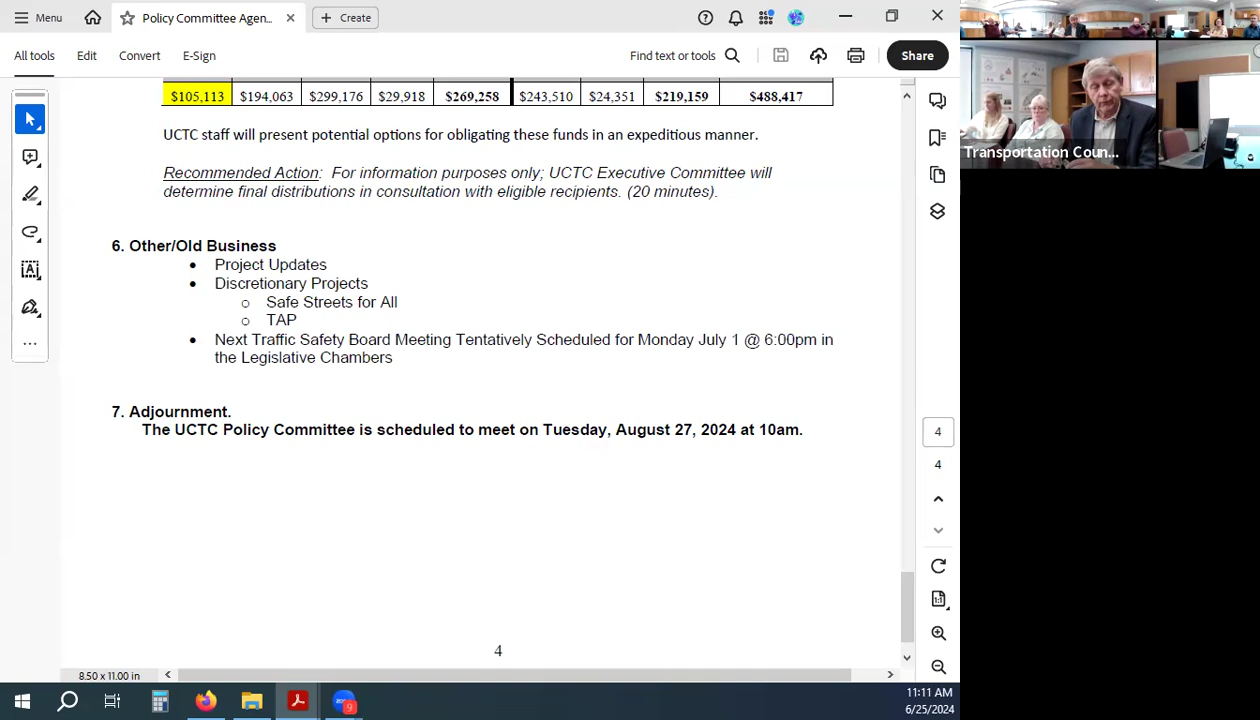 Menu
Policy Committee Agen...
Create
All tools
Edit
Convert
E-Sign
Find text or tools
Share
$105,113 $194,063 $299,176 $29,918 $269,258 $243,510 $24,351 $219,159 $488,417
UCTC staff will present potential options for obligating these funds in an expeditious manner.
Recommended Action: For information purposes only; UCTC Executive Committee will
determine final distributions in consultation with eligible recipients. (20 minutes).
6. Other/Old Business
• Project Updates
• Discretionary Projects
o Safe Streets for All
o TAP
• Next Traffic Safety Board Meeting Tentatively Scheduled for Monday July 1 @ 6:00pm in
the Legislative Chambers
7. Adjournment.
The UCTC Policy Committee is scheduled to meet on Tuesday, August 27, 2024 at 10am.
4
8.50 x 11.00 in
4
4
1:1
Transportation Coun...
zoom
9
11:11 AM
6/25/2024